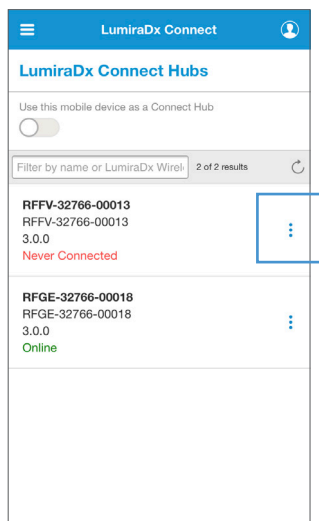 LumiraDx Connect
LumiraDx Connect Hubs
Use this mobile device as a Connect Hub
Filter by name or LumiraDx Wirel 2 of 2 results
RFFV-32766-00013
RFFV-32766-00013
3.0.0
Never Connected
RFGE-32766-00018
RFGE-32766-00018
3.0.0
Online